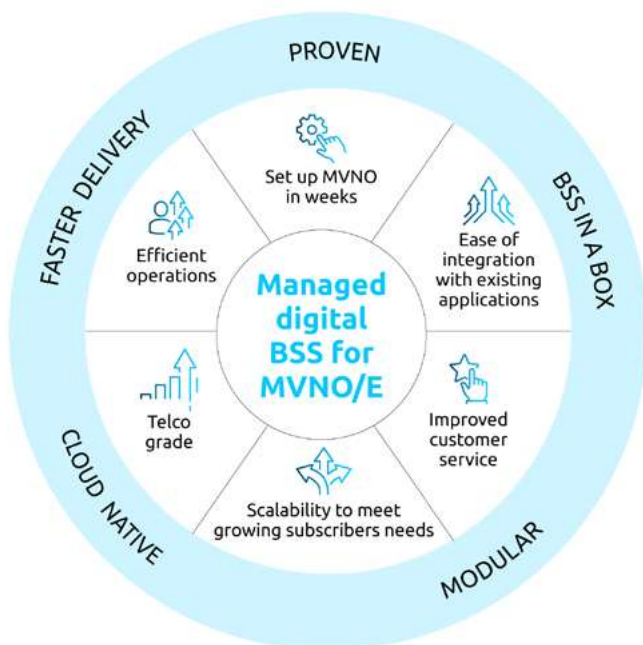 PROVEN
FASTER DELIVERY
BSS IN A BOX
Set up MVNO
in weeks
Efficient
operations
Ease of
integration
with existing
applications
Managed
digital
BSS for
MVNO/E
Telco
grade
Improved
customer
service
Scalability to meet
growing subscribers needs
CLOUD NATIVE
MODULAR